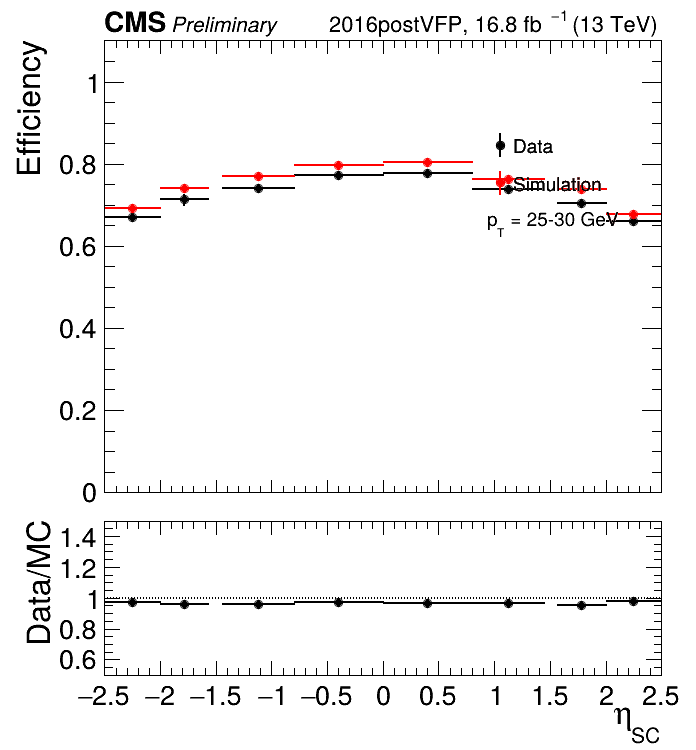 CMS Preliminary 2016postVFP, 16.8 fb⁻¹ (13 TeV)
Efficiency
1
0.8
0.6
0.4
0.2
0
Data
Simulation
p_T = 25-30 GeV
Data/MC
1.4
1.2
1
0.8
0.6
−2.5 −2 −1.5 −1 −0.5 0 0.5 1 1.5 2 2.5
η_SC